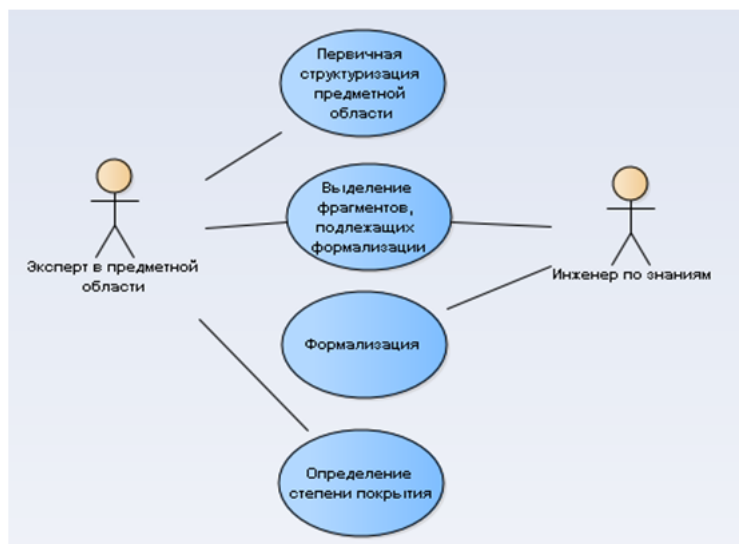 Первичная
структуризация
предметной
области
Выделение
фрагментов,
подлежащих
формализации
Эксперт в предметной
области
Инженер по знаниям
Формализация
Определение
степени покрытия